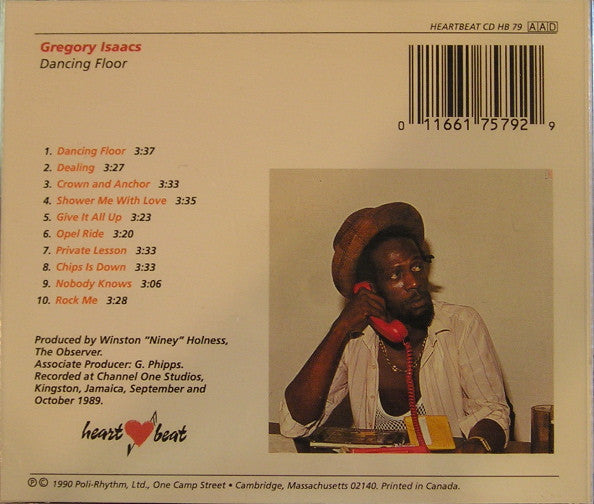 HEARTBEAT CD HB 79 AAD
Gregory Isaacs
Dancing Floor
0 11661 75792 9
1. Dancing Floor 3:37
2. Dealing 3:27
3. Crown and Anchor 3:33
4. Shower Me With Love 3:35
5. Give It All Up 3:23
6. Opel Ride 3:20
7. Private Lesson 3:33
8. Chips Is Down 3:33
9. Nobody Knows 3:06
10. Rock Me 3:28
Produced by Winston “Niney” Holness,
The Observer.
Associate Producer: G. Phipps.
Recorded at Channel One Studios,
Kingston, Jamaica, September and
October 1989.
heart beat
℗ © 1990 Poli-Rhythm, Ltd., One Camp Street • Cambridge, Massachusetts 02140. Printed in Canada.